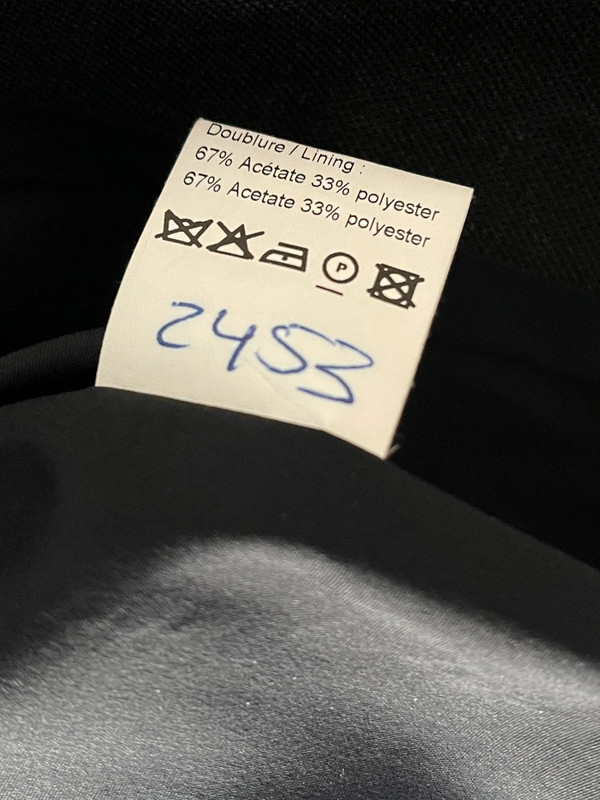 Doublure / Lining :
67% Acétate 33% polyester
67% Acetate 33% polyester
P
2453